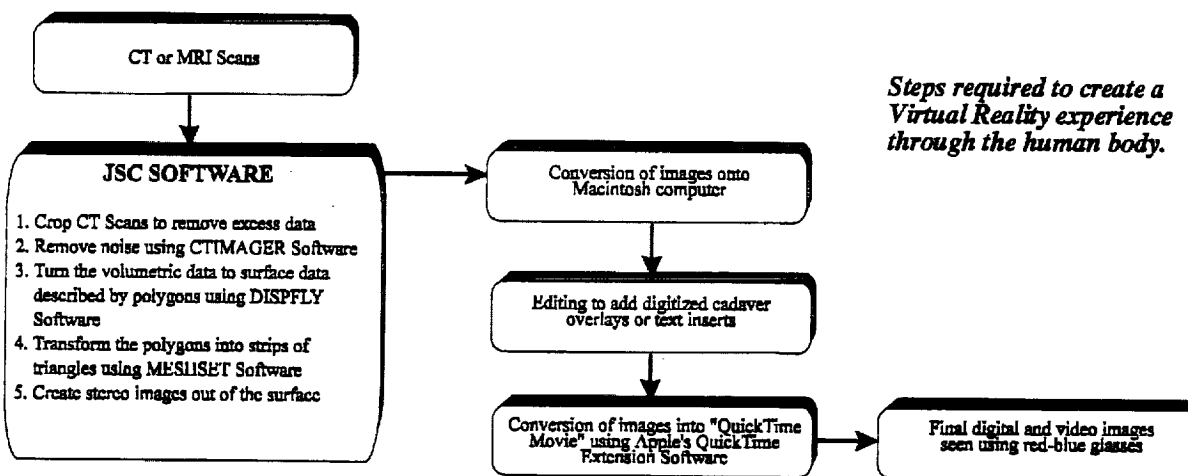 CT or MRI Scans
Steps required to create a
Virtual Reality experience
through the human body.
JSC SOFTWARE
1. Crop CT Scans to remove excess data
2. Remove noise using CTIMAGER Software
3. Turn the volumetric data to surface data
described by polygons using DISPFLY
Software
4. Transform the polygons into strips of
triangles using MESHSET Software
5. Create stereo images out of the surface
Conversion of images onto
Macintosh computer
Editing to add digitized cadaver
overlays or text inserts
Conversion of images into "QuickTime
Movie" using Apple's QuickTime
Extension Software
Final digital and video images
seen using red-blue glasses